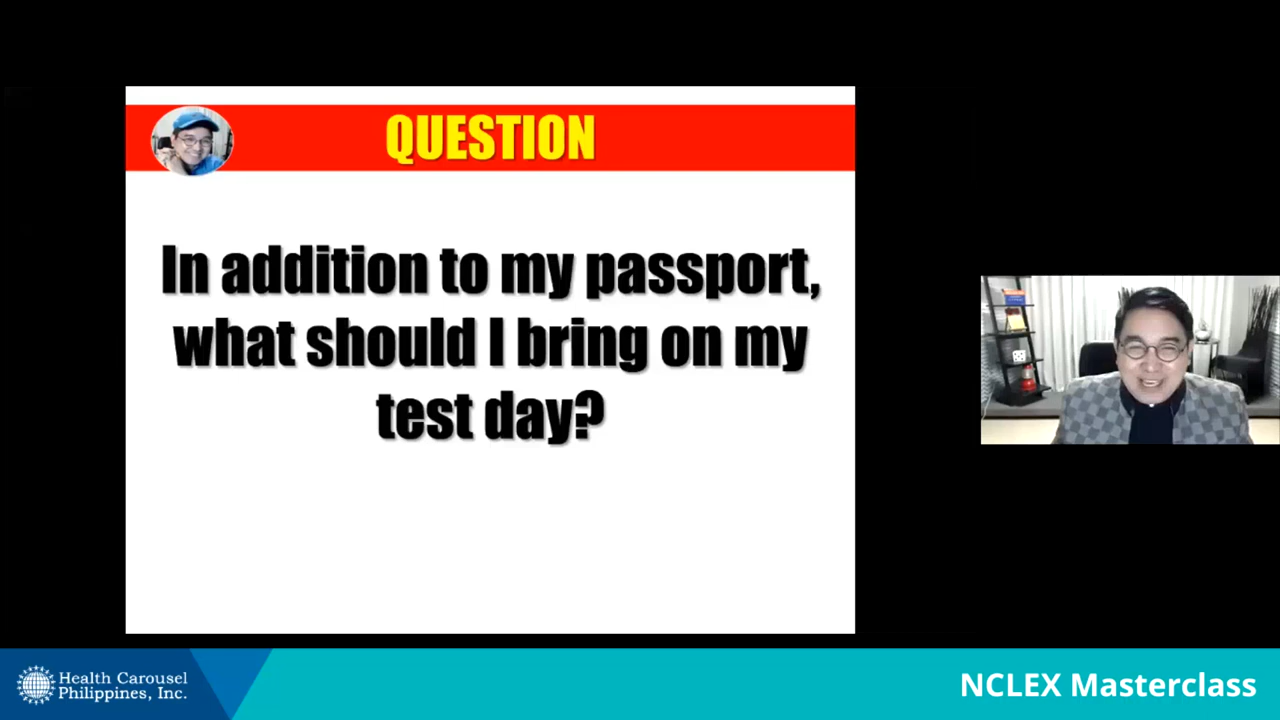 QUESTION
In addition to my passport,
what should I bring on my
test day?
Health Carousel
Philippines, Inc.
NCLEX Masterclass